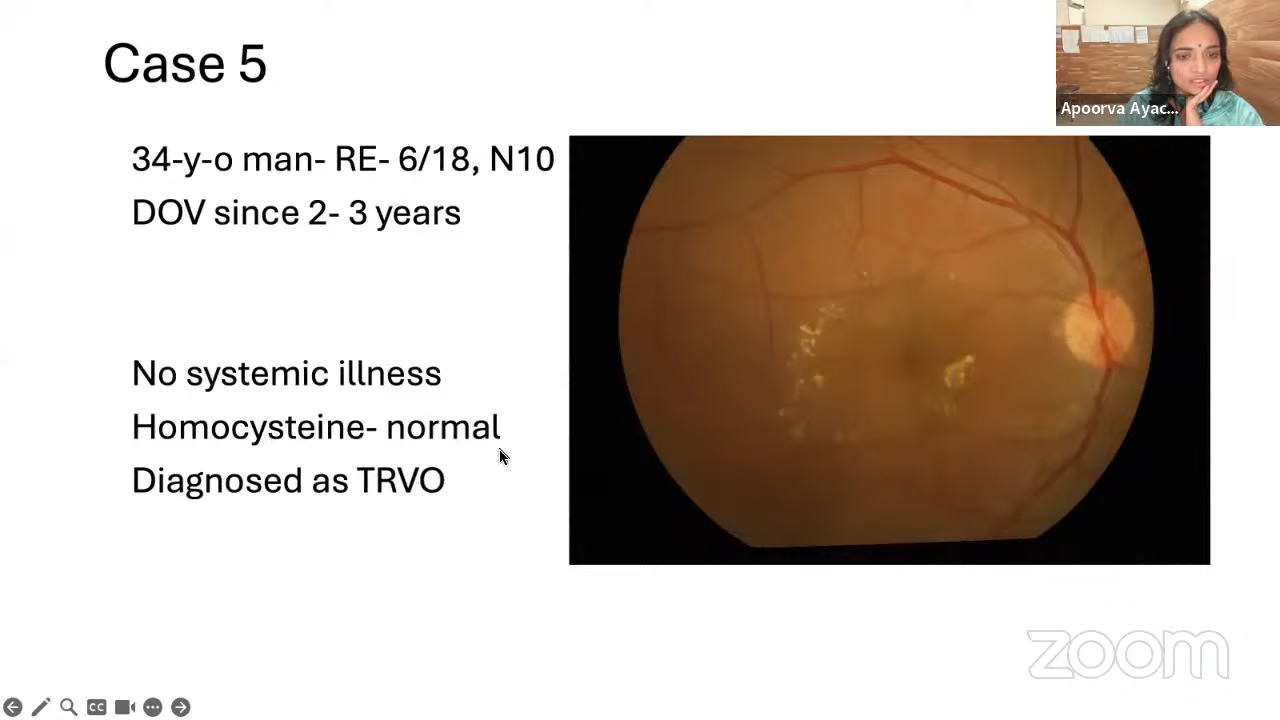 Case 5
Apoorva Ayac...
34-y-o man- RE- 6/18, N10
DOV since 2- 3 years
No systemic illness
Homocysteine- normal
Diagnosed as TRVO
zoom
CC